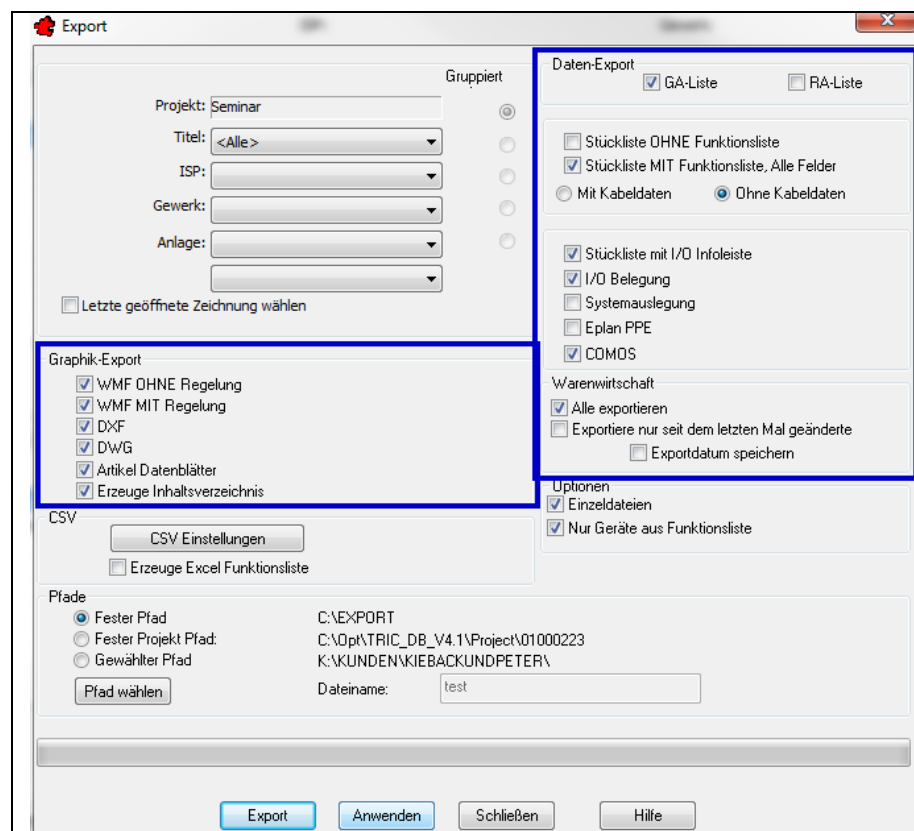 Export
Gruppiert
Projekt: Seminar
Titel: <Alle>
ISP:
Gewerk:
Anlage:
Letzte geöffnete Zeichnung wählen
Daten-Export
GA-Liste RA-Liste
Stückliste OHNE Funktionsliste
Stückliste MIT Funktionsliste, Alle Felder
Mit Kabeldaten Ohne Kabeldaten
Stückliste mit I/O Infoleiste
I/O Belegung
Systemauslegung
Eplan PPE
COMOS
Graphik-Export
WMF OHNE Regelung
WMF MIT Regelung
DXF
DWG
Artikel Datenblätter
Erzeuge Inhaltsverzeichnis
Warenwirtschaft
Alle exportieren
Exportiere nur seit dem letzten Mal geänderte
Exportdatum speichern
Optionen
Einzeldateien
Nur Geräte aus Funktionsliste
CSV
CSV Einstellungen
Erzeuge Excel Funktionsliste
Pfade
Fester Pfad C:\EXPORT
Fester Projekt Pfad: C:\Opt\TRIC_DB_V4.1\Project\01000223
Gewählter Pfad K:\KUNDEN\KIEBACKUNDPETER\
Pfad wählen Dateiname: test
Export Anwenden Schließen Hilfe